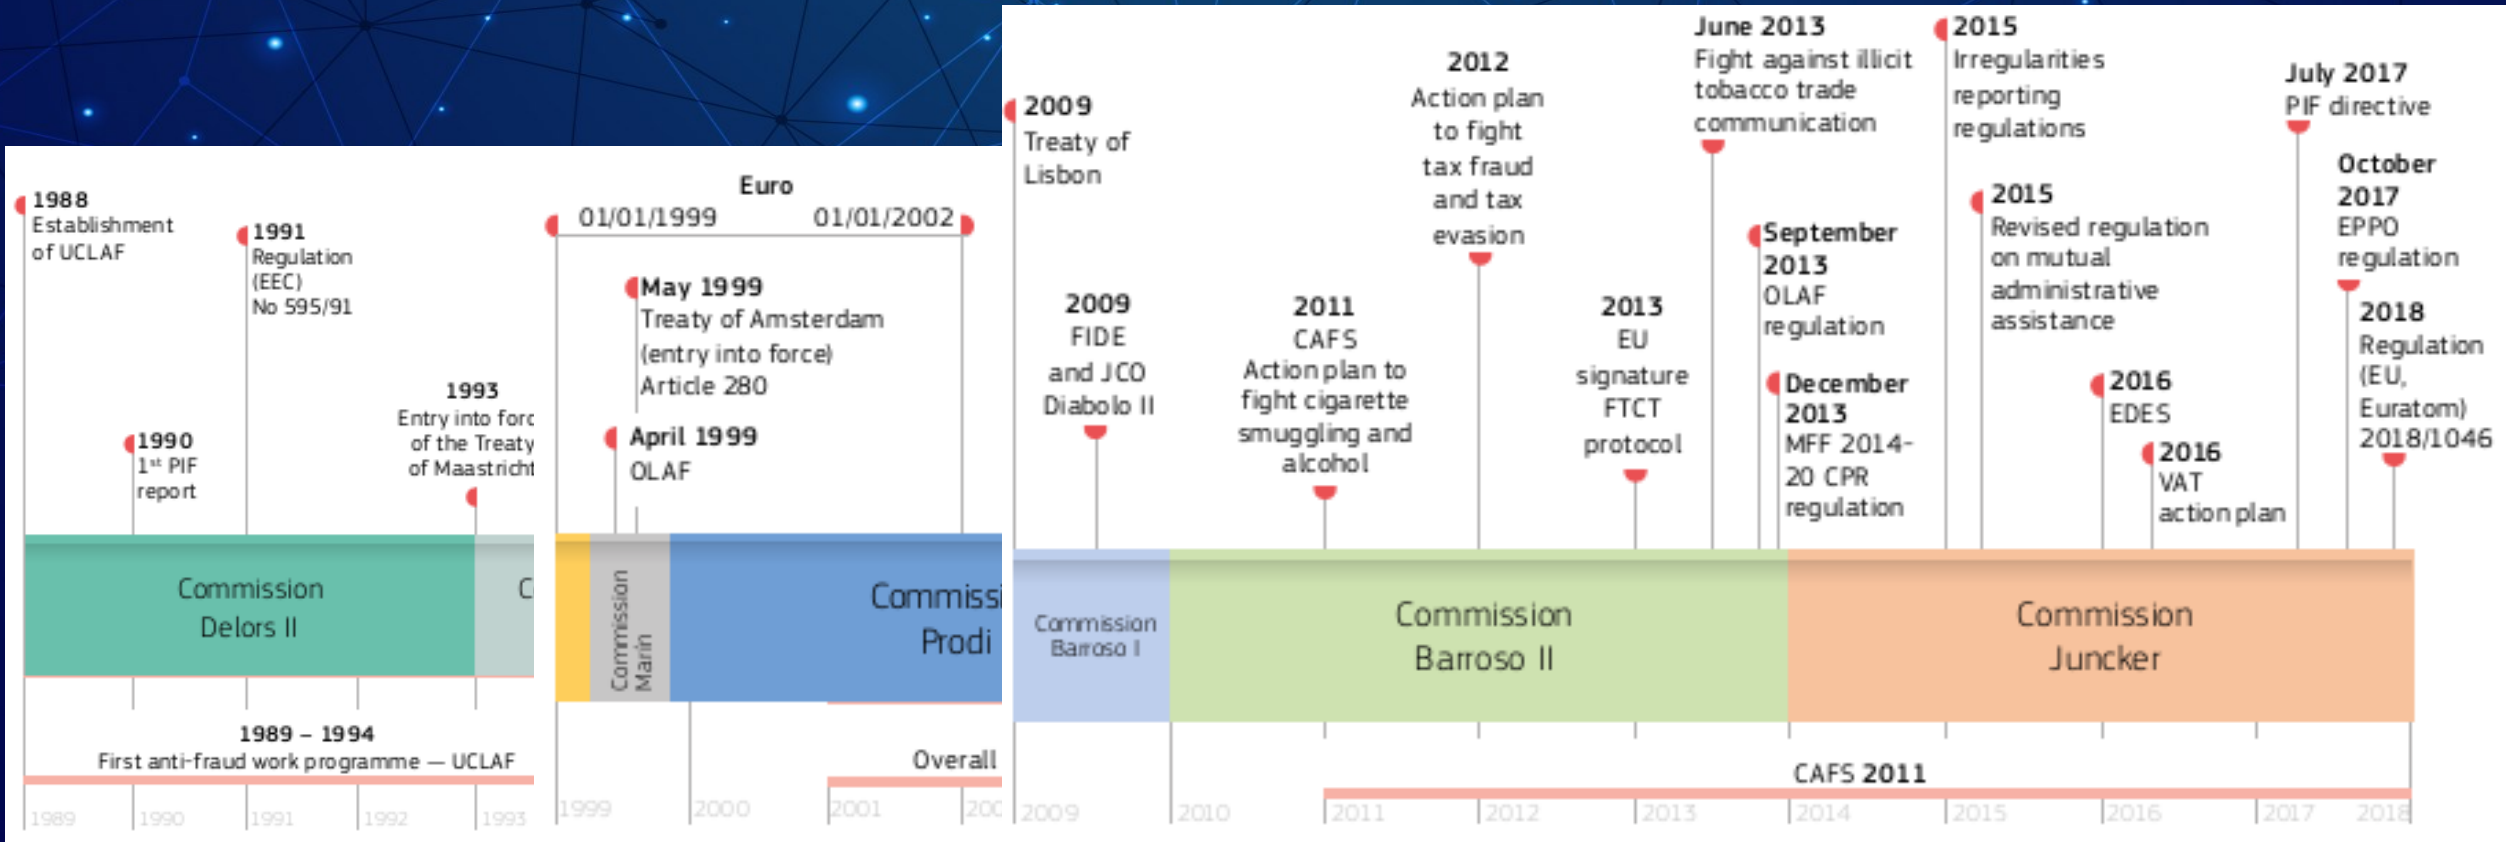 1988
Establishment
of UCLAF
1991
Regulation
(EEC)
No 595/91
1990
1st PIF
report
1993
Entry into forc
of the Treaty
of Maastricht
Commission
Delors II
C
1989 – 1994
First anti-fraud work programme — UCLAF
1989
1990
1991
1992
1993
Euro
01/01/1999
01/01/2002
May 1999
Treaty of Amsterdam
(entry into force)
Article 280
April 1999
OLAF
Commission
Marín
Commissi
Prodi
Overall
1999
2000
2001
200
2009
Treaty of
Lisbon
2009
FIDE
and JCO
Diabolo II
2011
CAFS
Action plan to
fight cigarette
smuggling and
alcohol
2012
Action plan
to fight
tax fraud
and tax
evasion
2013
EU
signature
FTCT
protocol
June 2013
Fight against illicit
tobacco trade
communication
September
2013
OLAF
regulation
December
2013
MFF 2014-
20 CPR
regulation
2015
Irregularities
reporting
regulations
2015
Revised regulation
on mutual
administrative
assistance
2016
EDES
2016
VAT
action plan
July 2017
PIF directive
October
2017
EPPO
regulation
2018
Regulation
(EU,
Euratom)
2018/1046
Commission
Barroso I
Commission
Barroso II
Commission
Juncker
CAFS 2011
2009
2010
2011
2012
2013
2014
2015
2016
2017
2018